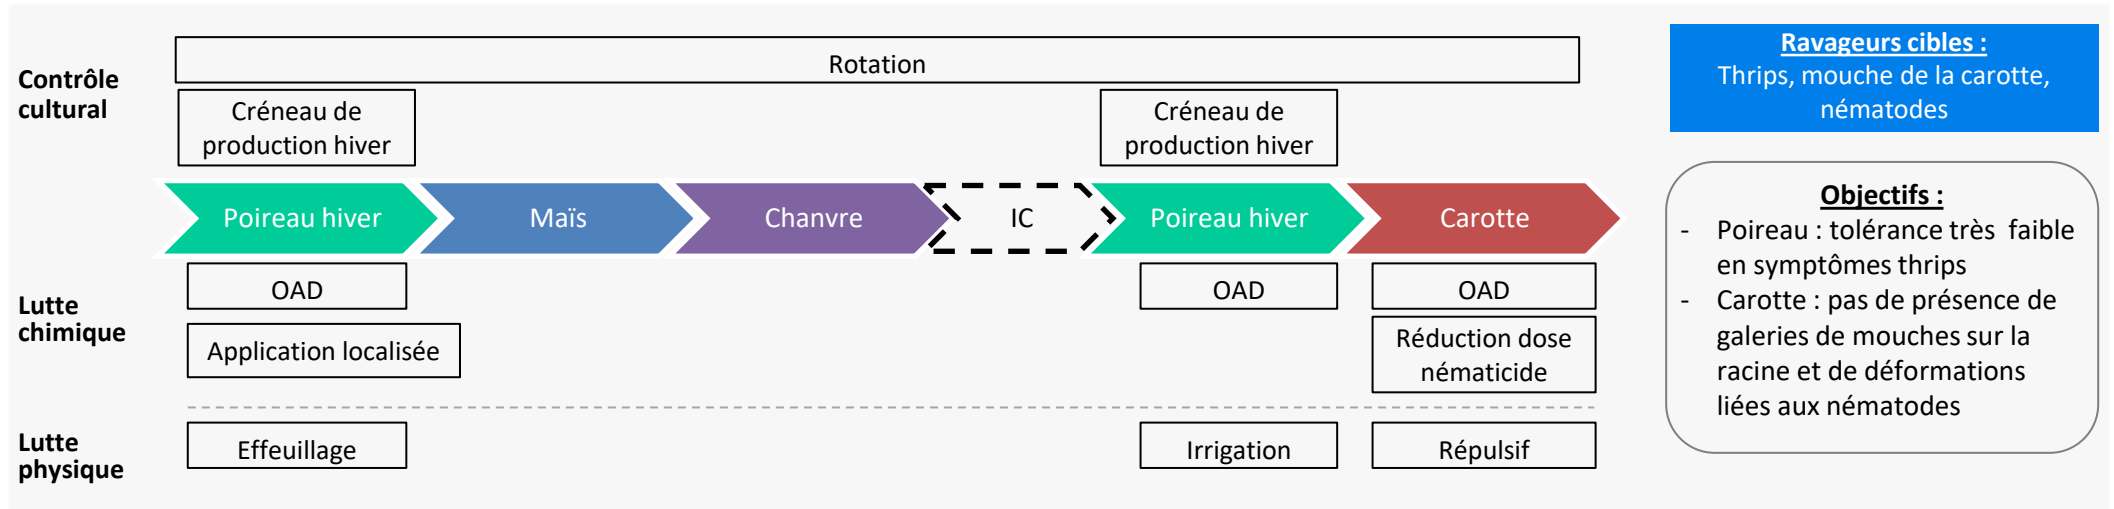 Contrôle
cultural
Rotation
Créneau de
production hiver
Créneau de
production hiver
Poireau hiver
Maïs
Chanvre
IC
Poireau hiver
Carotte
Lutte
chimique
OAD
OAD
OAD
Application localisée
Réduction dose
nématicide
Lutte
physique
Effeuillage
Irrigation
Répulsif
Ravageurs cibles :
Thrips, mouche de la carotte,
nématodes
Objectifs :
- Poireau : tolérance très faible
en symptômes thrips
- Carotte : pas de présence de
galeries de mouches sur la
racine et de déformations
liées aux nématodes